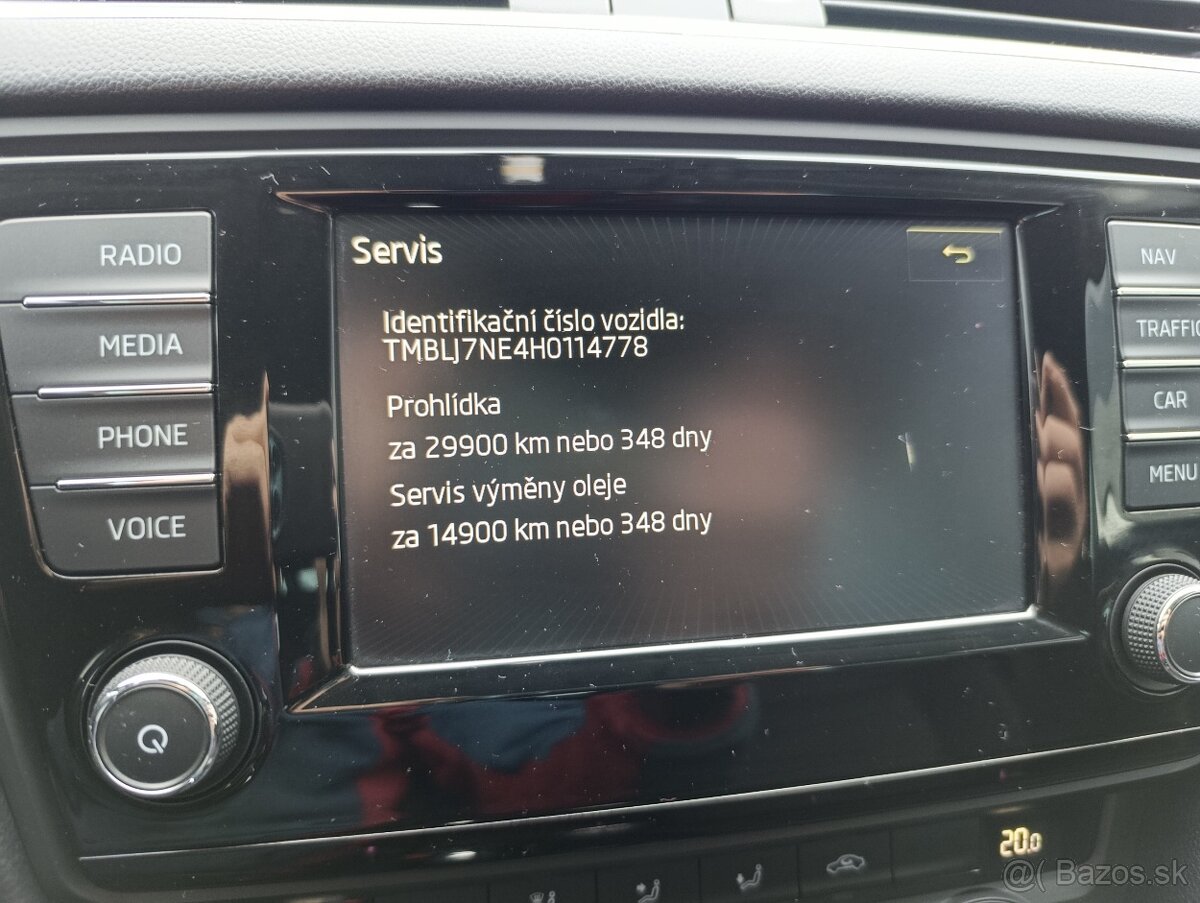 Servis
RADIO
MEDIA
PHONE
VOICE
Identifikační číslo vozidla:
TMBLJ7NE4H0114778
Prohlídka
za 29900 km nebo 348 dny
Servis výměny oleje
za 14900 km nebo 348 dny
NAV
TRAFFIC
CAR
MENU
20.0
@( Bazos.sk